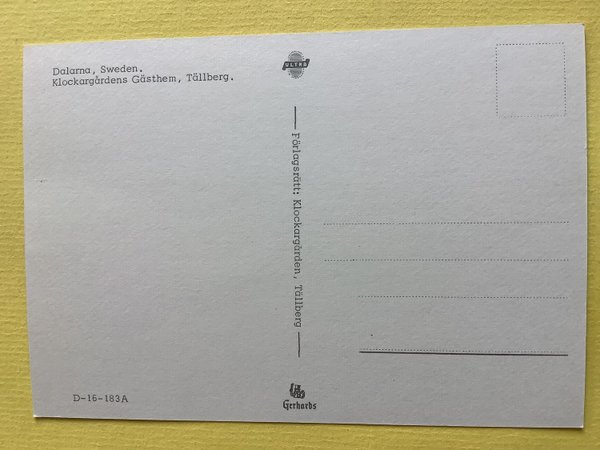 Dalarna, Sweden.
Klockargårdens Gästhem, Tällberg.
ULTRA
Förlagsrätt: Klockargården, Tällberg
D-16-183A
Gerhards